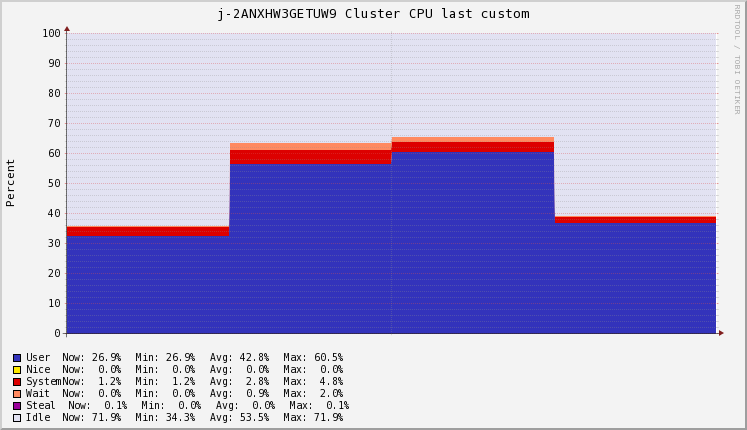 j-2ANXHW3GETUW9 Cluster CPU last custom
RRDTOOL / TOBI OETIKER
Percent
100
90
80
70
60
50
40
30
20
10
0
User Now: 26.9% Min: 26.9% Avg: 42.8% Max: 60.5%
Nice Now: 0.0% Min: 0.0% Avg: 0.0% Max: 0.0%
SystemNow: 1.2% Min: 1.2% Avg: 2.8% Max: 4.8%
Wait Now: 0.0% Min: 0.0% Avg: 0.9% Max: 2.0%
Steal Now: 0.1% Min: 0.0% Avg: 0.0% Max: 0.1%
Idle Now: 71.9% Min: 34.3% Avg: 53.5% Max: 71.9%